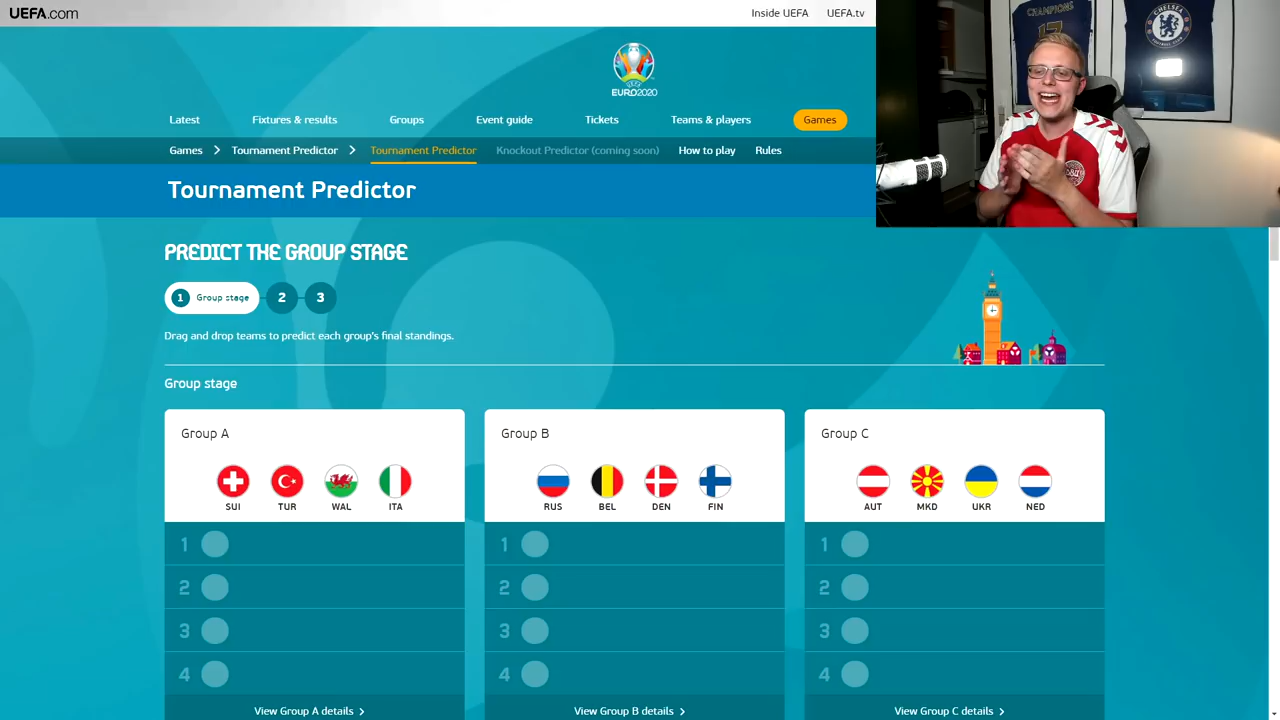 UEFA.com
Inside UEFA
UEFA.tv
EURO2020
Latest
Fixtures & results
Groups
Event guide
Tickets
Teams & players
Games
Games
Tournament Predictor
Tournament Predictor
Knockout Predictor (coming soon)
How to play
Rules
Tournament Predictor
CHAMPIONS
CHELSEA
PREDICT THE GROUP STAGE
1 Group stage
2
3
Drag and drop teams to predict each group's final standings.
Group stage
Group A
SUI TUR WAL ITA
1
2
3
4
View Group A details
Group B
RUS BEL DEN FIN
1
2
3
4
View Group B details
Group C
AUT MKD UKR NED
1
2
3
4
View Group C details